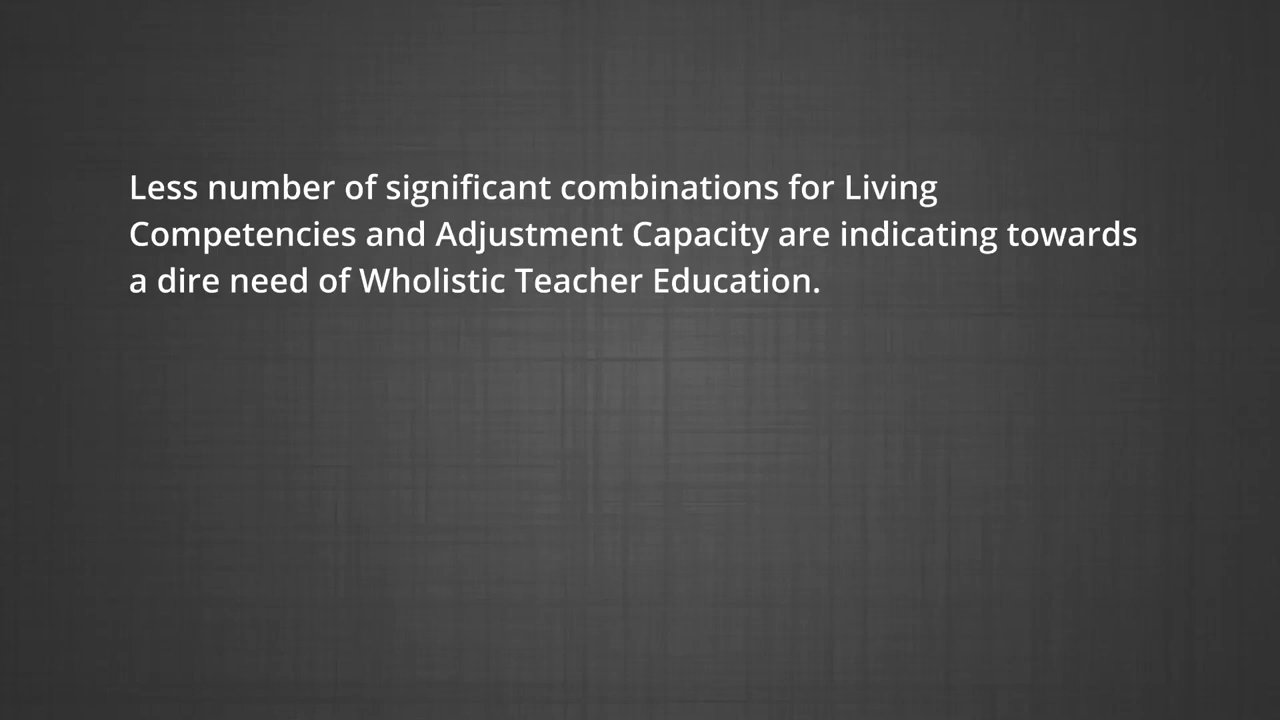 Less number of significant combinations for Living
Competencies and Adjustment Capacity are indicating towards
a dire need of Wholistic Teacher Education.